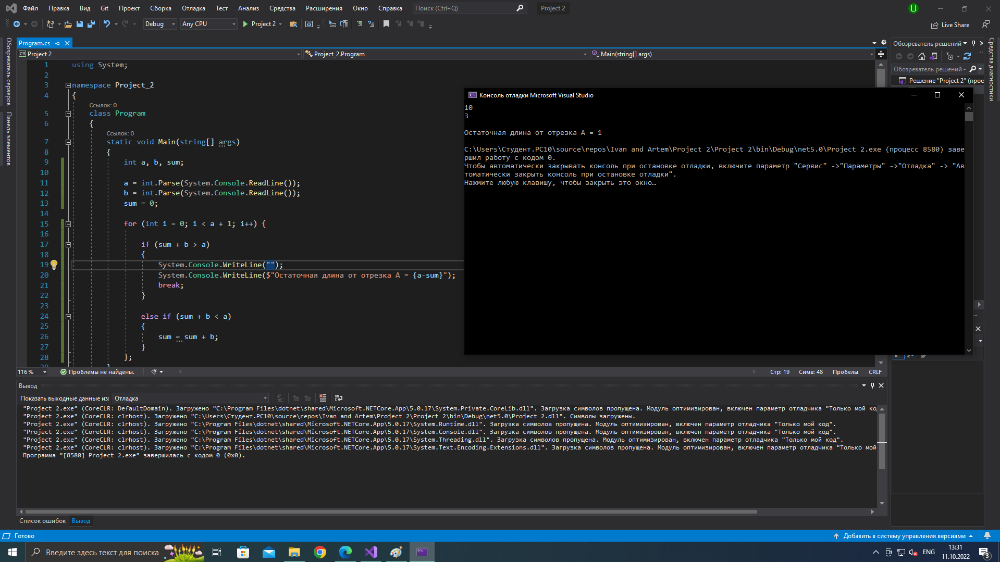 Файл Правка Вид Git Проект Сборка Отладка Тест Анализ Средства Расширения Окно Справка Поиск (Ctrl+Q) Project 2 U
Debug Any CPU Project 2 Live Share
Обозреватель серверов
Панель элементов
Program.cs
Project 2 Project_2.Program Main(string[] args)
1 using System;
2
3 namespace Project_2
4 {
Ссылок: 0
5 class Program
6 {
Ссылок: 0
7 static void Main(string[] args)
8 {
9 int a, b, sum;
10
11 a = int.Parse(System.Console.ReadLine());
12 b = int.Parse(System.Console.ReadLine());
13 sum = 0;
14
15 for (int i = 0; i < a + 1; i++) {
16
17 if (sum + b > a)
18 {
19 System.Console.WriteLine("");
20 System.Console.WriteLine($"Остаточная длина от отрезка A = {a-sum}");
21 break;
22 }
23
24 else if (sum + b < a)
25 {
26 sum = sum + b;
27 }
28 };
29 }
116 % Проблемы не найдены. Стр: 19 Симв: 48 Пробелы CRLF
Консоль отладки Microsoft Visual Studio
10
3
Остаточная длина от отрезка A = 1
C:\Users\Студент.PC10\source\repos\Ivan and Artem\Project 2\Project 2\bin\Debug\net5.0\Project 2.exe (процесс 8580) заве
ршил работу с кодом 0.
Чтобы автоматически закрывать консоль при остановке отладки, включите параметр "Сервис" ->"Параметры" ->"Отладка" -> "Ав
томатически закрыть консоль при остановке отладки".
Нажмите любую клавишу, чтобы закрыть это окно…
Обозреватель решений
Обозреватель решений -
Решение "Project 2" (прое
Средства диагностики
Вывод
Показать выходные данные из: Отладка
"Project 2.exe" (CoreCLR: DefaultDomain). Загружено "C:\Program Files\dotnet\shared\Microsoft.NETCore.App\5.0.17\System.Private.CoreLib.dll". Загрузка символов пропущена. Модуль оптимизирован, включен параметр отладчика "Только мой код
"Project 2.exe" (CoreCLR: clrhost). Загружено "C:\Users\Студент.PC10\source\repos\Ivan and Artem\Project 2\Project 2\bin\Debug\net5.0\Project 2.dll". Символы загружены.
"Project 2.exe" (CoreCLR: clrhost). Загружено "C:\Program Files\dotnet\shared\Microsoft.NETCore.App\5.0.17\System.Runtime.dll". Загрузка символов пропущена. Модуль оптимизирован, включен параметр отладчика "Только мой код".
"Project 2.exe" (CoreCLR: clrhost). Загружено "C:\Program Files\dotnet\shared\Microsoft.NETCore.App\5.0.17\System.Console.dll". Загрузка символов пропущена. Модуль оптимизирован, включен параметр отладчика "Только мой код".
"Project 2.exe" (CoreCLR: clrhost). Загружено "C:\Program Files\dotnet\shared\Microsoft.NETCore.App\5.0.17\System.Threading.dll". Загрузка символов пропущена. Модуль оптимизирован, включен параметр отладчика "Только мой код".
"Project 2.exe" (CoreCLR: clrhost). Загружено "C:\Program Files\dotnet\shared\Microsoft.NETCore.App\5.0.17\System.Text.Encoding.Extensions.dll". Загрузка символов пропущена. Модуль оптимизирован, включен параметр отладчика "Только мой
Программа "[8580] Project 2.exe" завершилась с кодом 0 (0x0).
Список ошибок Вывод
Готово Добавить в систему управления версиями
Введите здесь текст для поиска ENG 13:31
11.10.2022 3